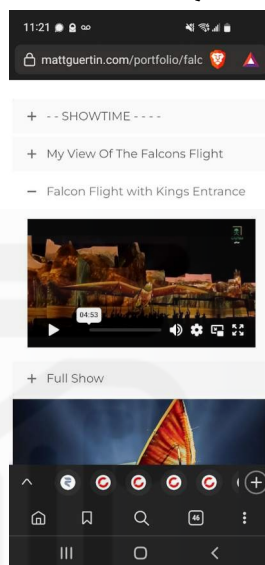 11:21
mattguertin.com/portfolio/falc
+ - - SHOWTIME - - - -
+ My View Of The Falcons Flight
− Falcon Flight with Kings Entrance
04:53
+ Full Show
46